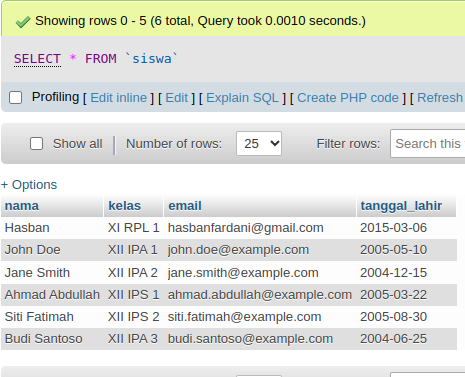 Showing rows 0 - 5 (6 total, Query took 0.0010 seconds.)
SELECT * FROM `siswa`
Profiling [ Edit inline ] [ Edit ] [ Explain SQL ] [ Create PHP code ] [ Refresh
Show all Number of rows: 25 Filter rows: Search this
+ Options
nama kelas email tanggal_lahir
Hasban XI RPL 1 hasbanfardani@gmail.com 2015-03-06
John Doe XII IPA 1 john.doe@example.com 2005-05-10
Jane Smith XII IPA 2 jane.smith@example.com 2004-12-15
Ahmad Abdullah XII IPS 1 ahmad.abdullah@example.com 2005-03-22
Siti Fatimah XII IPS 2 siti.fatimah@example.com 2005-08-30
Budi Santoso XII IPA 3 budi.santoso@example.com 2004-06-25